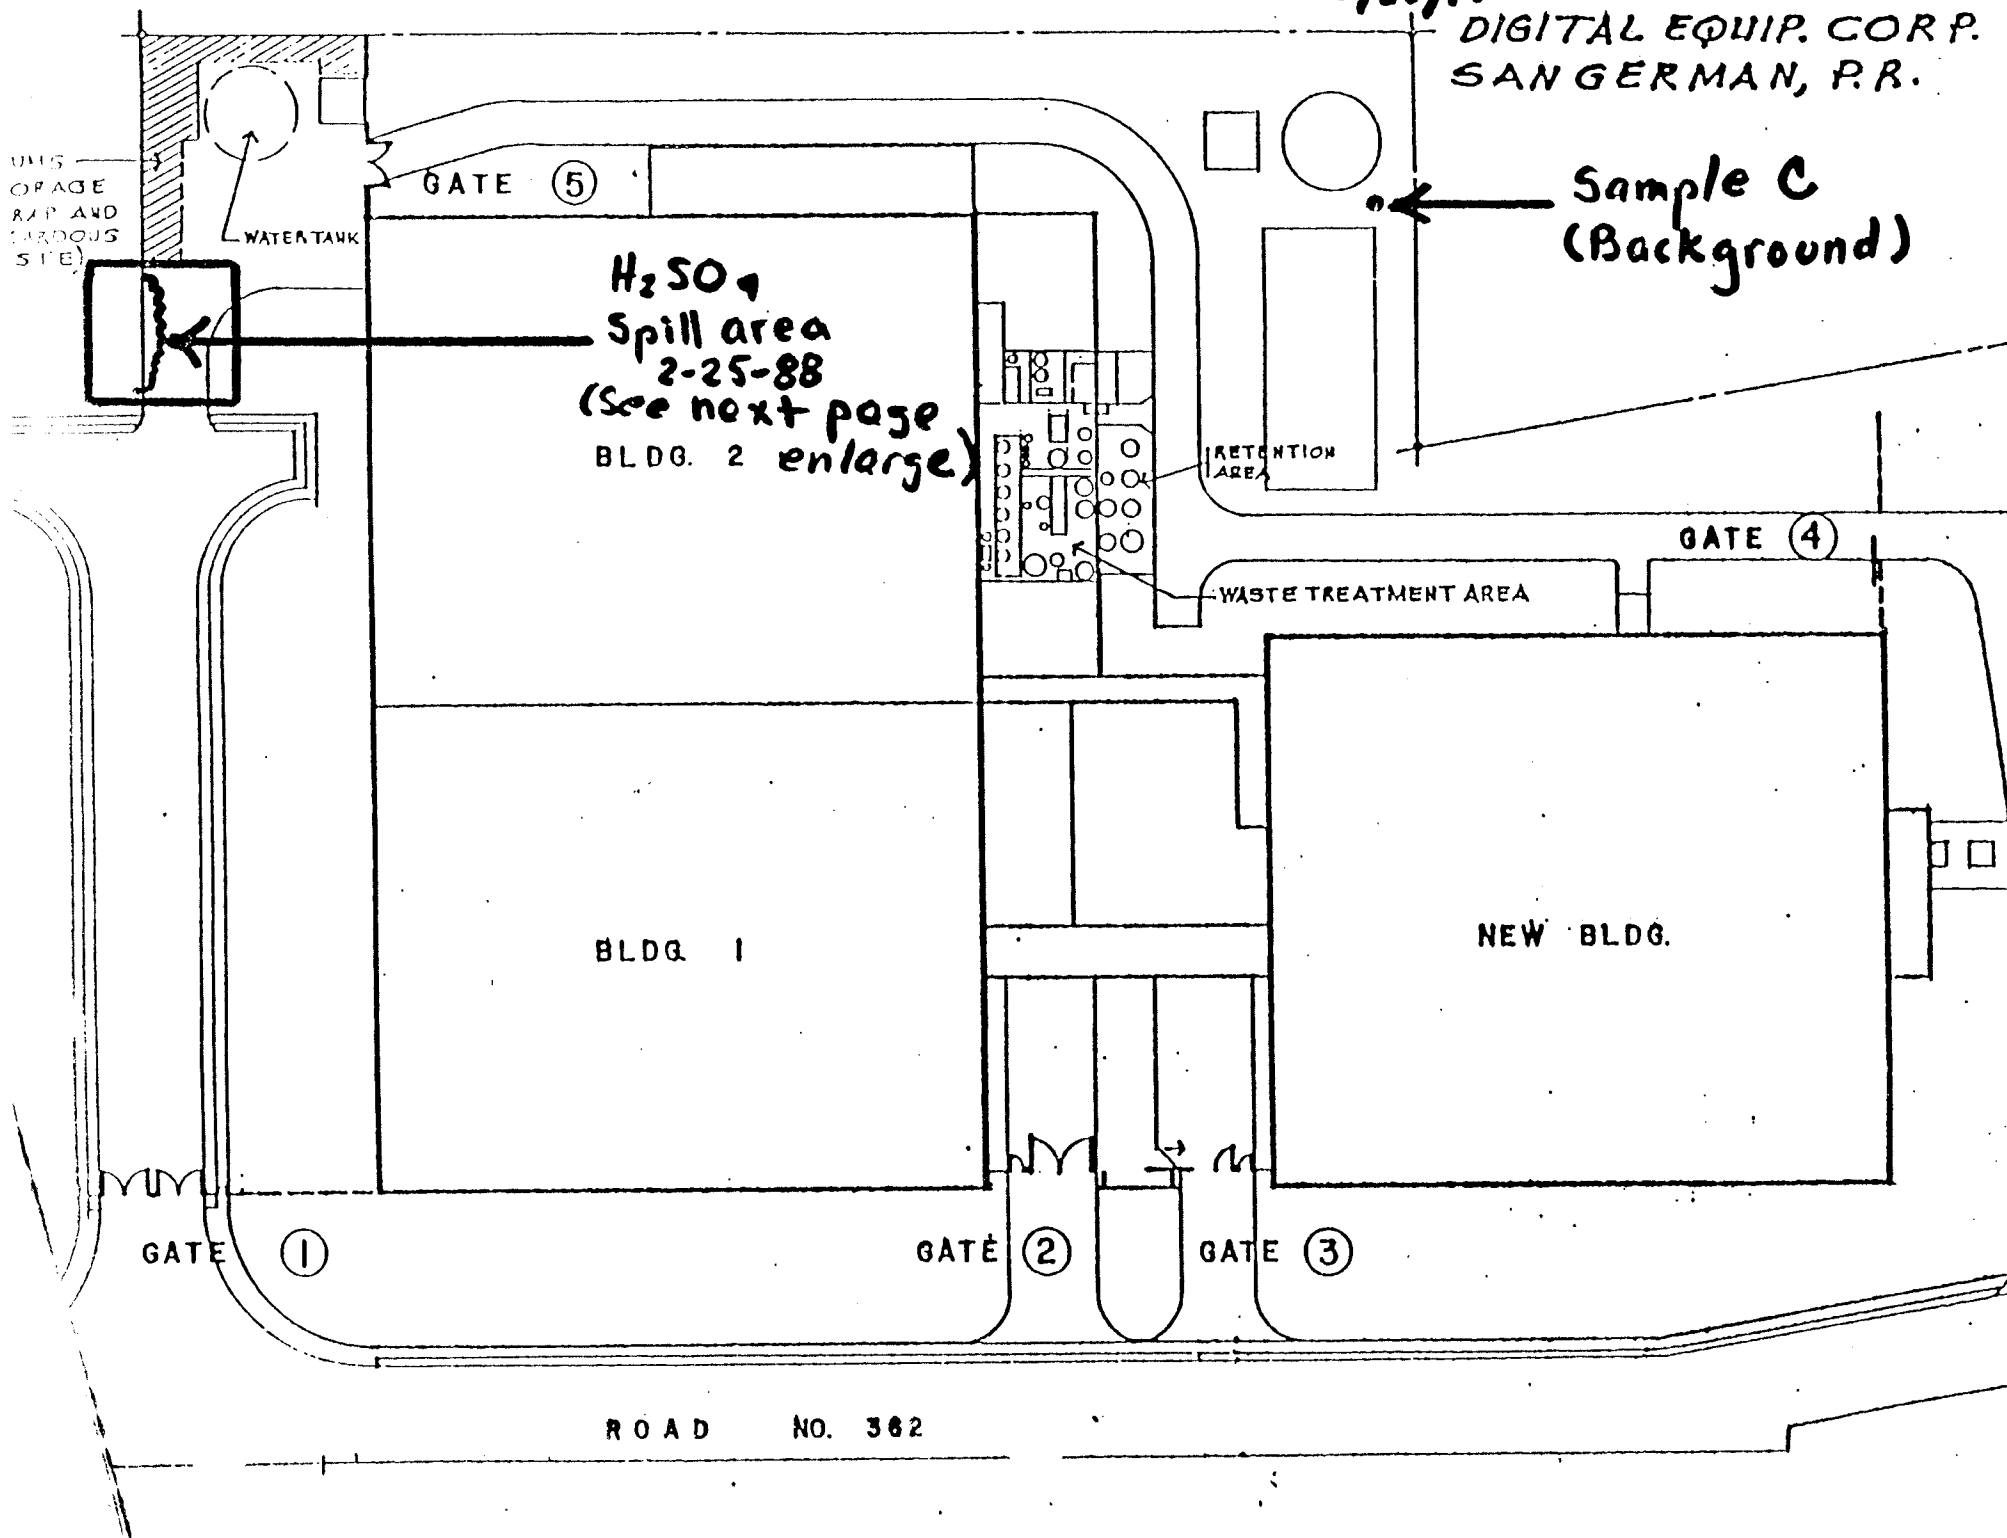 DIGITAL EQUIP. CORP.
SAN GERMAN, P.R.
GATE 5
WATER TANK
Sample C
(Background)
H₂SO₄
Spill area
2-25-88
(See next page
enlarge)
BLDG. 2
RETENTION
AREA
GATE 4
WASTE TREATMENT AREA
BLDG 1
NEW BLDG.
GATE 1
GATE 2
GATE 3
ROAD NO. 362